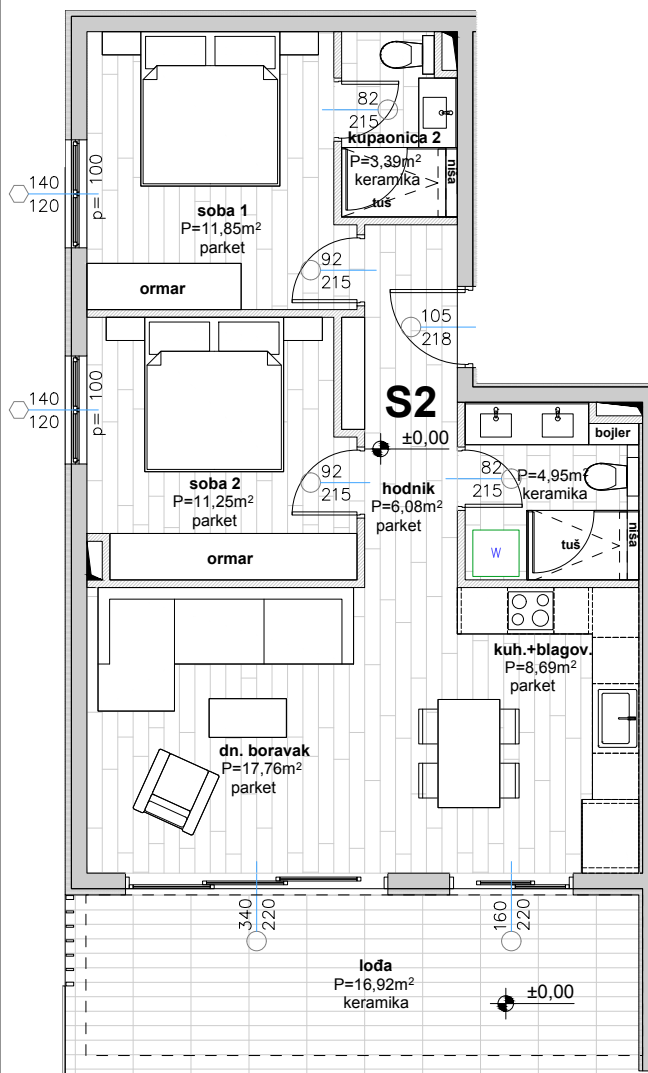 82
215
kupaonica 2
P=3,39m²
keramika
tuš
niša
140
120
p= 100
soba 1
P=11,85m²
parket
92
215
ormar
105
218
140
120
p= 100
S2
±0,00
bojler
soba 2
P=11,25m²
parket
92
215
hodnik
P=6,08m²
parket
82
215
P=4,95m²
keramika
tuš
niša
W
ormar
kuh.+blagov.
P=8,69m²
parket
dn. boravak
P=17,76m²
parket
340
220
160
220
lođa
P=16,92m²
keramika
±0,00